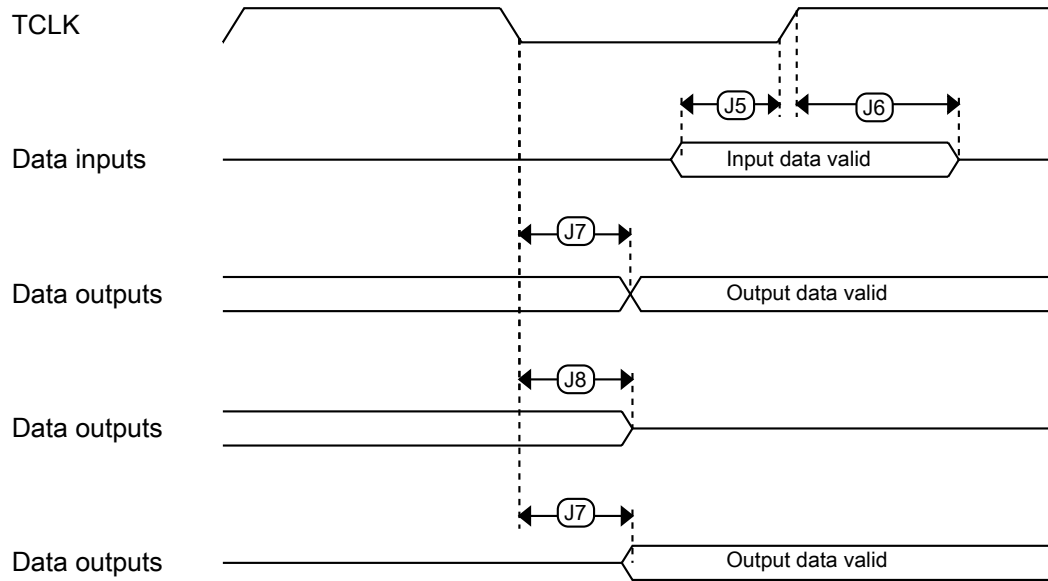 TCLK
J5
J6
Data inputs
Input data valid
J7
Data outputs
Output data valid
J8
Data outputs
J7
Data outputs
Output data valid